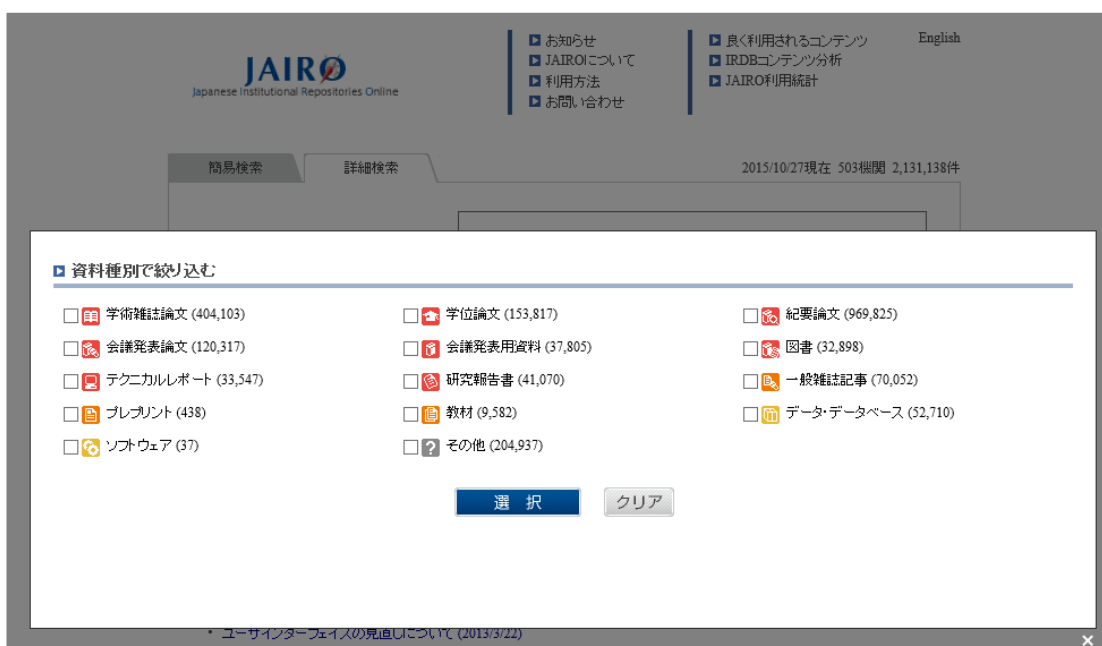 JAIRO
Japanese Institutional Repositories Online
お知らせ
JAIROについて
利用方法
お問い合わせ
良く利用されるコンテンツ
IRDBコンテンツ分析
JAIRO利用統計
English
簡易検索 詳細検索 2015/10/27現在 503機関 2,131,138件
資料種別で絞り込む
学術雑誌論文 (404,103) 学位論文 (153,817) 紀要論文 (969,825)
会議発表論文 (120,317) 会議発表用資料 (37,805) 図書 (32,898)
テクニカルレポート (33,547) 研究報告書 (41,070) 一般雑誌記事 (70,052)
プレプリント (438) 教材 (9,582) データ・データベース (52,710)
ソフトウェア (37) その他 (204,937)
選 択 クリア
・ ユーザインターフェイスの見直しについて (2013/3/22)